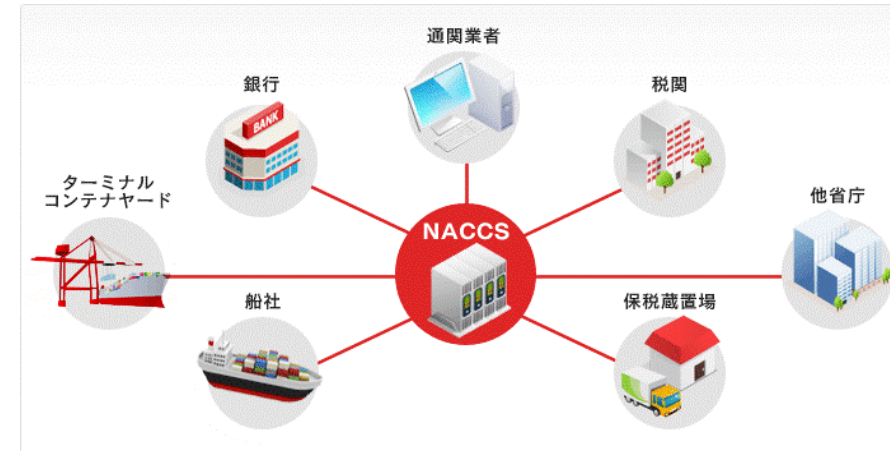 通関業者
銀行
BANK
税関
ターミナル
コンテナヤード
他省庁
NACCS
船社
保税蔵置場